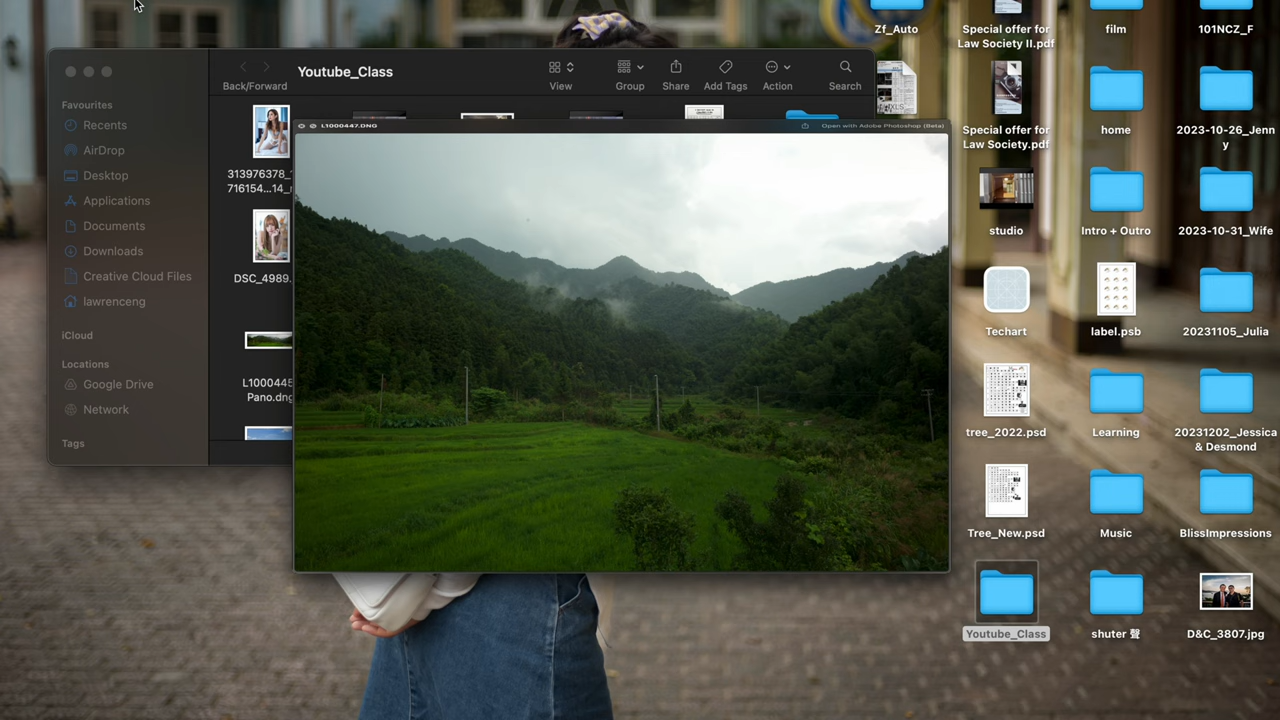 Youtube_Class
Back/Forward
View
Group
Share
Add Tags
Action
Search
Favourites
Recents
AirDrop
Desktop
Applications
Documents
Downloads
Creative Cloud Files
lawrenceng
iCloud
Locations
Google Drive
Network
Tags
313976378_1
716154...14_
DSC_4989.
L1000445
Pano.dng
L1000447.DNG
Open with Adobe Photoshop (Beta)
Zf_Auto
Special offer for
Law Society II.pdf
film
101NCZ_F
XLS
Special offer for
Law Society.pdf
home
2023-10-26_Jenn
y
studio
Intro + Outro
2023-10-31_Wife
Techart
label.psb
20231105_Julia
tree_2022.psd
Learning
20231202_Jessica
& Desmond
Tree_New.psd
Music
BlissImpressions
Youtube_Class
shuter 聲
D&C_3807.jpg